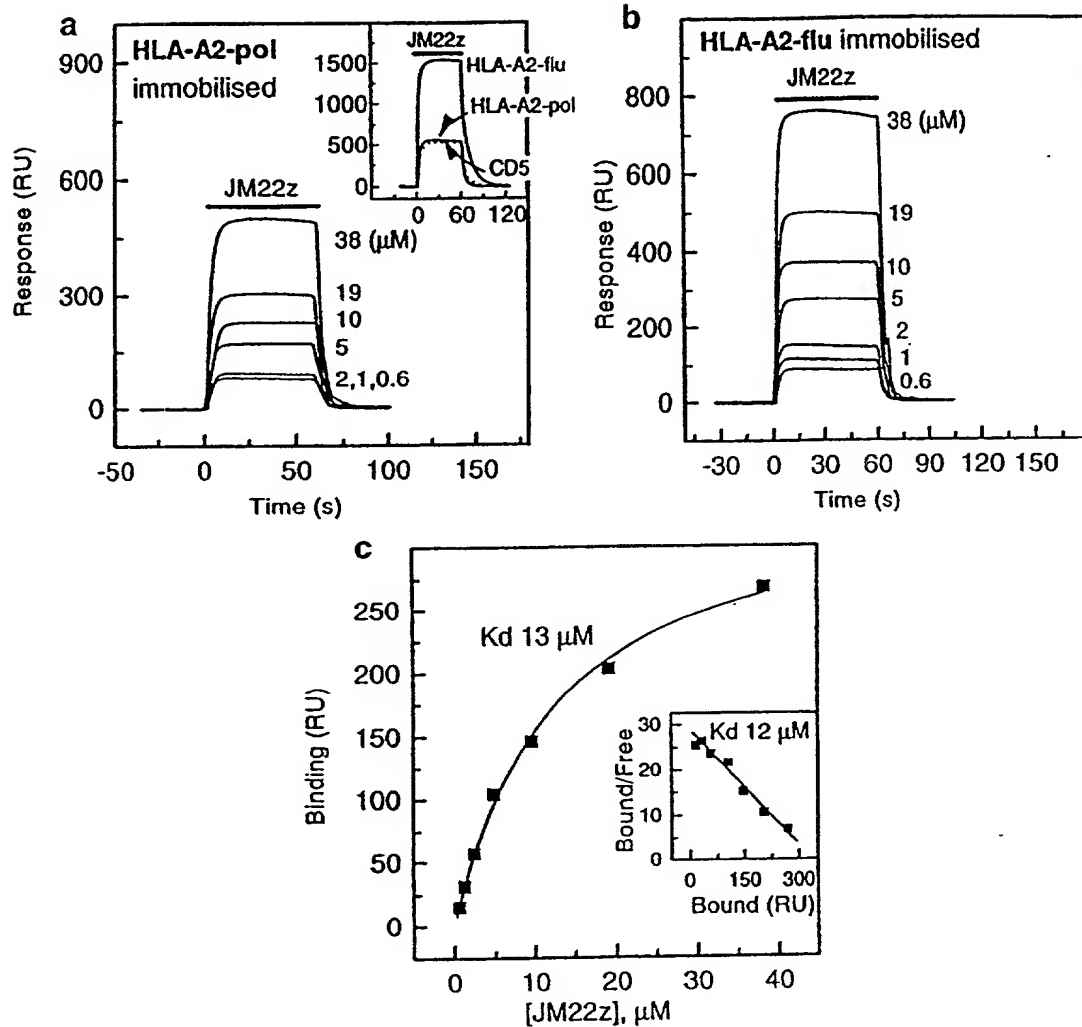 a
HLA-A2-pol
immobilised
Response (RU)
900
600
300
0
JM22z
38 (μM)
19
10
5
2,1,0.6
-50 0 50 100 150
Time (s)
JM22z
1500
1000
500
0
HLA-A2-flu
HLA-A2-pol
CD5
0 60 120
b
HLA-A2-flu immobilised
Response (RU)
800
600
400
200
0
JM22z
38 (μM)
19
10
5
2
1
0.6
-30 0 30 60 90 120 150
Time (s)
c
Binding (RU)
250
200
150
100
50
0
Kd 13 μM
0 10 20 30 40
[JM22z], μM
Bound/Free
30
20
10
0
Kd 12 μM
0 150 300
Bound (RU)